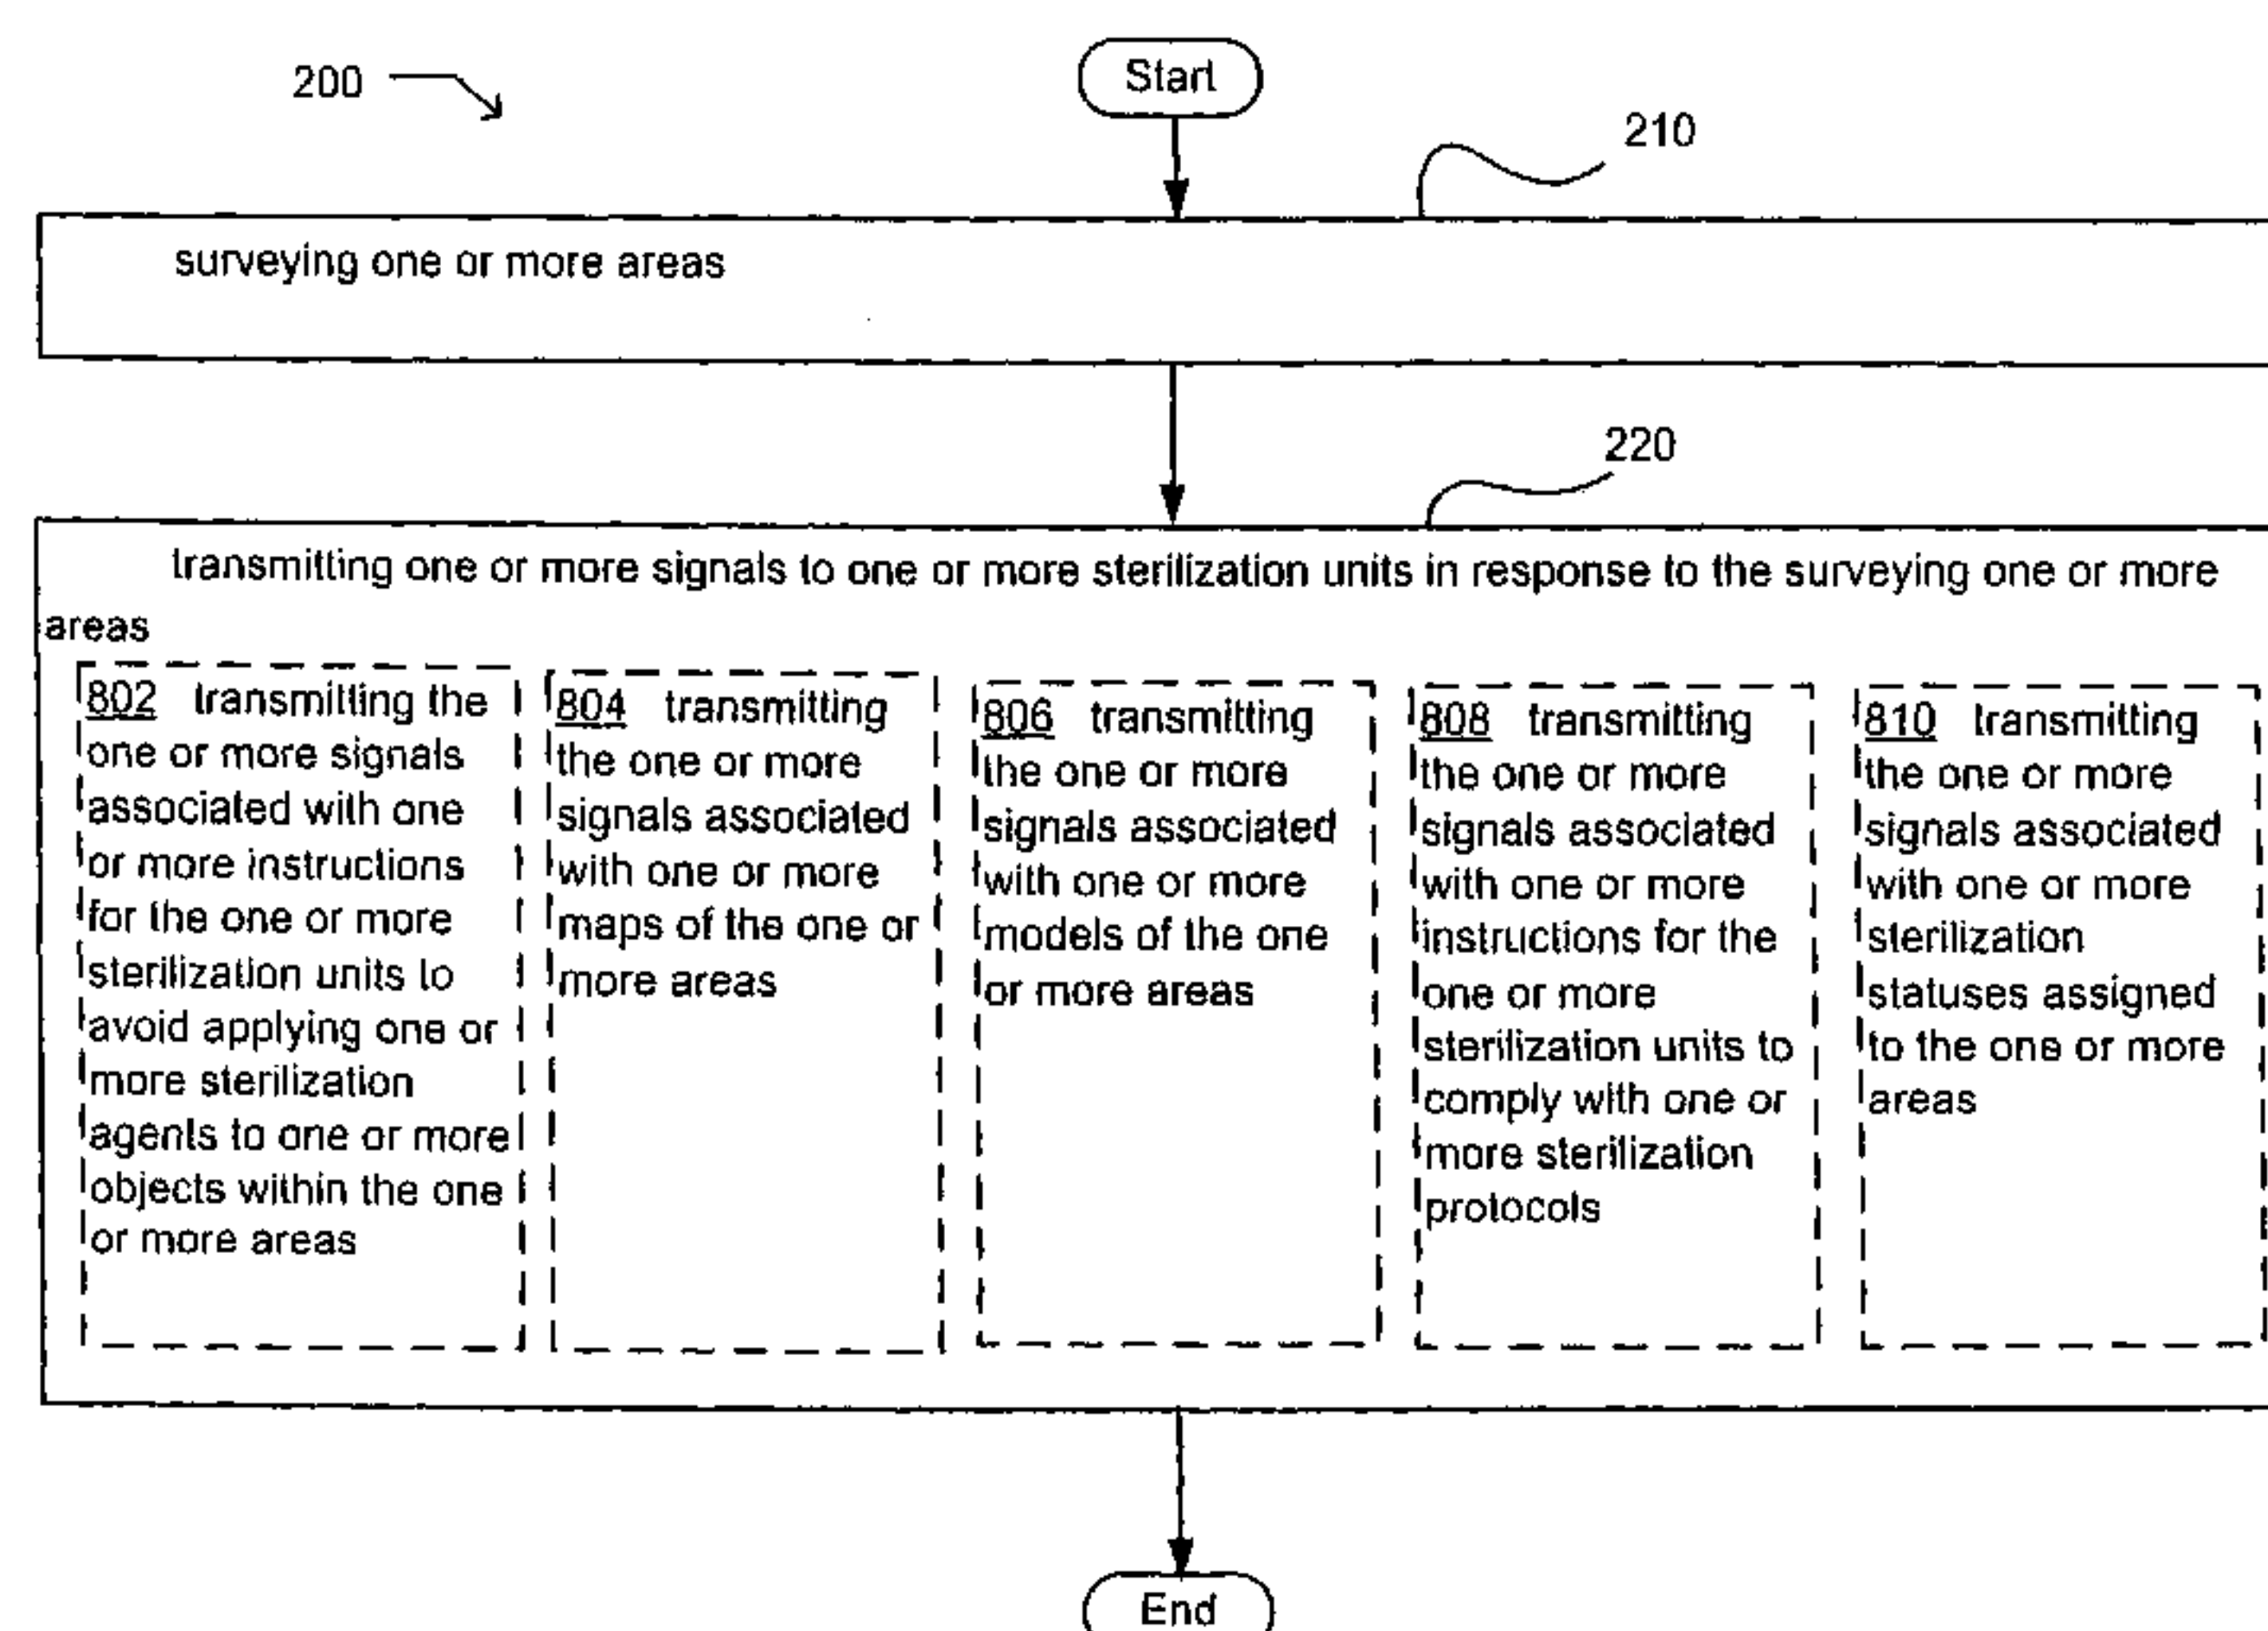 200
Start
210
surveying one or more areas
220
transmitting one or more signals to one or more sterilization units in response to the surveying one or more
areas
802 transmitting the
one or more signals
associated with one
or more instructions
for the one or more
sterilization units to
avoid applying one or
more sterilization
agents to one or more
objects within the one
or more areas
804 transmitting
the one or more
signals associated
with one or more
maps of the one or
more areas
806 transmitting
the one or more
signals associated
with one or more
models of the one
or more areas
808 transmitting
the one or more
signals associated
with one or more
instructions for the
one or more
sterilization units to
comply with one or
more sterilization
protocols
810 transmitting
the one or more
signals associated
with one or more
sterilization
statuses assigned
to the one or more
areas
End